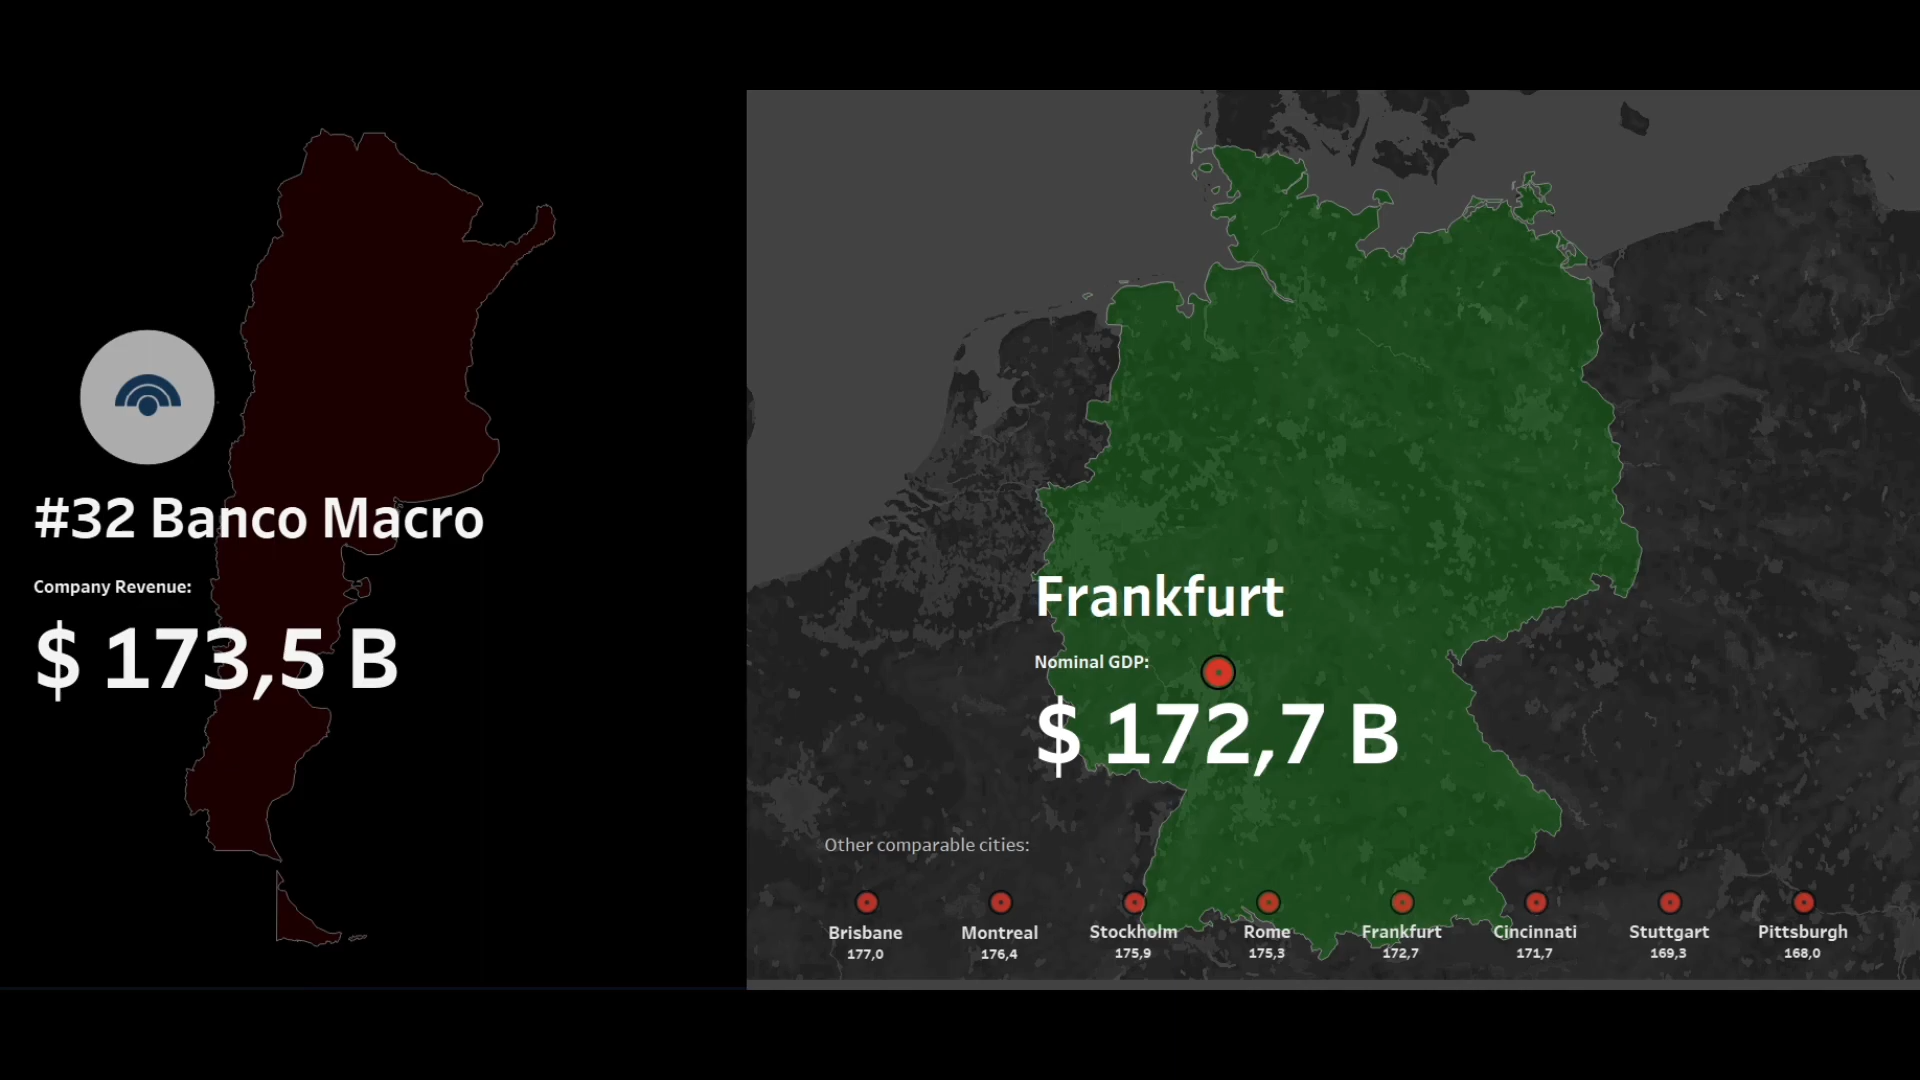 #32 Banco Macro
Company Revenue:
$ 173,5 B
Frankfurt
Nominal GDP:
$ 172,7 B
Other comparable cities:
Brisbane
177,0
Montreal
176,4
Stockholm
175,9
Rome
175,3
Frankfurt
172,7
Cincinnati
171,7
Stuttgart
169,3
Pittsburgh
168,0